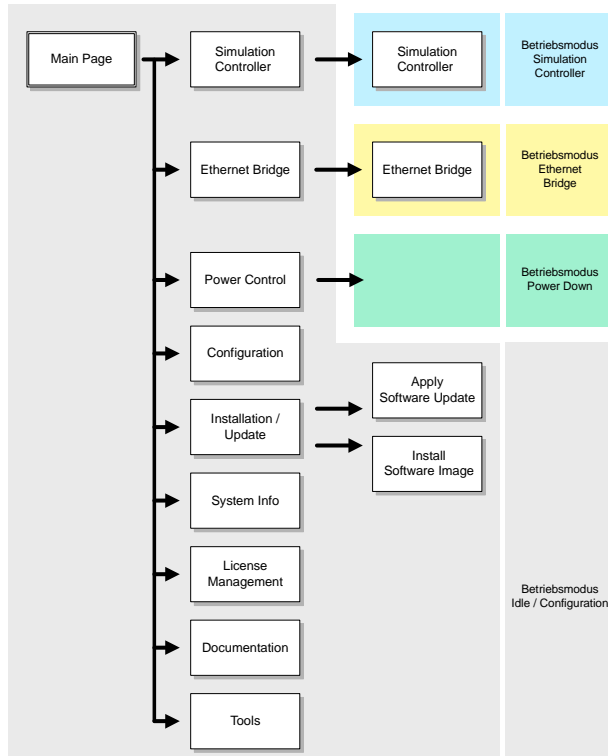 Main Page
Simulation
Controller
Simulation
Controller
Betriebsmodus
Simulation
Controller
Ethernet Bridge
Ethernet Bridge
Betriebsmodus
Ethernet
Bridge
Power Control
Betriebsmodus
Power Down
Configuration
Installation /
Update
Apply
Software Update
Install
Software Image
System Info
License
Management
Betriebsmodus
Idle / Configuration
Documentation
Tools